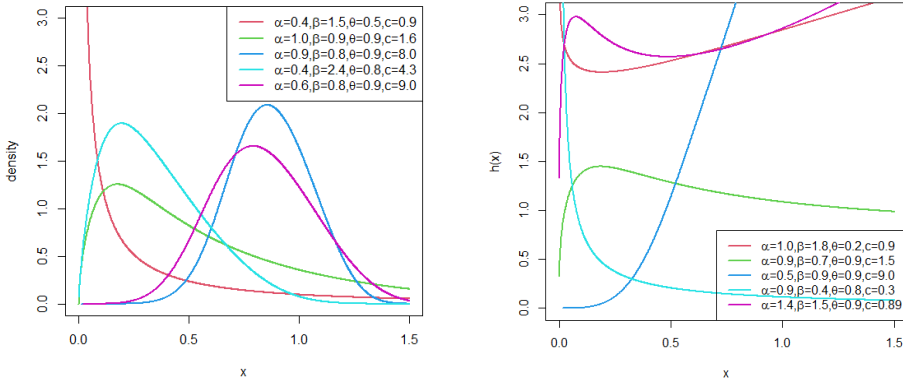 α=0.4,β=1.5,θ=0.5,c=0.9
α=1.0,β=0.9,θ=0.9,c=1.6
α=0.9,β=0.8,θ=0.9,c=8.0
α=0.4,β=2.4,θ=0.8,c=4.3
α=0.6,β=0.8,θ=0.9,c=9.0
density
3.0
2.5
2.0
1.5
1.0
0.5
0.0
0.0
0.5
1.0
1.5
x
h(x)
3.0
2.5
2.0
1.5
1.0
0.5
0.0
α=1.0,β=1.8,θ=0.2,c=0.9
α=0.9,β=0.7,θ=0.9,c=1.5
α=0.5,β=0.9,θ=0.9,c=9.0
α=0.9,β=0.4,θ=0.8,c=0.3
α=1.4,β=1.5,θ=0.9,c=0.89
0.0
0.5
1.0
1.5
x